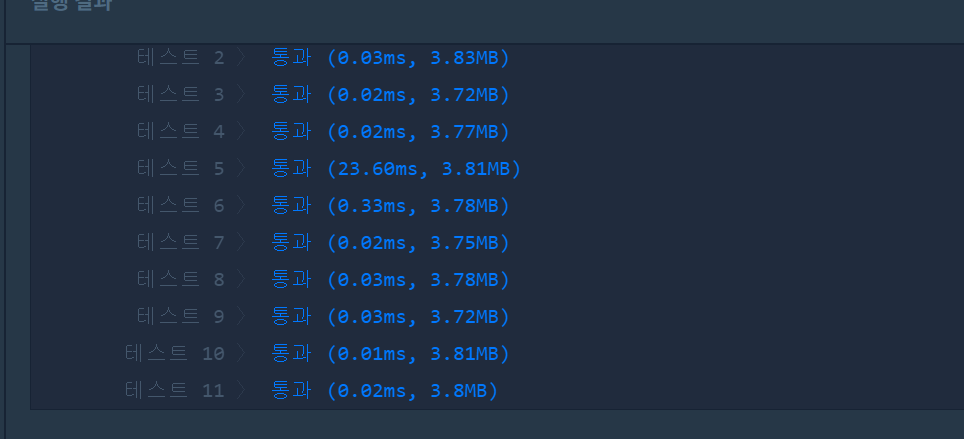 실행 결과
테스트 2 〉 통과 (0.03ms, 3.83MB)
테스트 3 〉 통과 (0.02ms, 3.72MB)
테스트 4 〉 통과 (0.02ms, 3.77MB)
테스트 5 〉 통과 (23.60ms, 3.81MB)
테스트 6 〉 통과 (0.33ms, 3.78MB)
테스트 7 〉 통과 (0.02ms, 3.75MB)
테스트 8 〉 통과 (0.03ms, 3.78MB)
테스트 9 〉 통과 (0.03ms, 3.72MB)
테스트 10 〉 통과 (0.01ms, 3.81MB)
테스트 11 〉 통과 (0.02ms, 3.8MB)